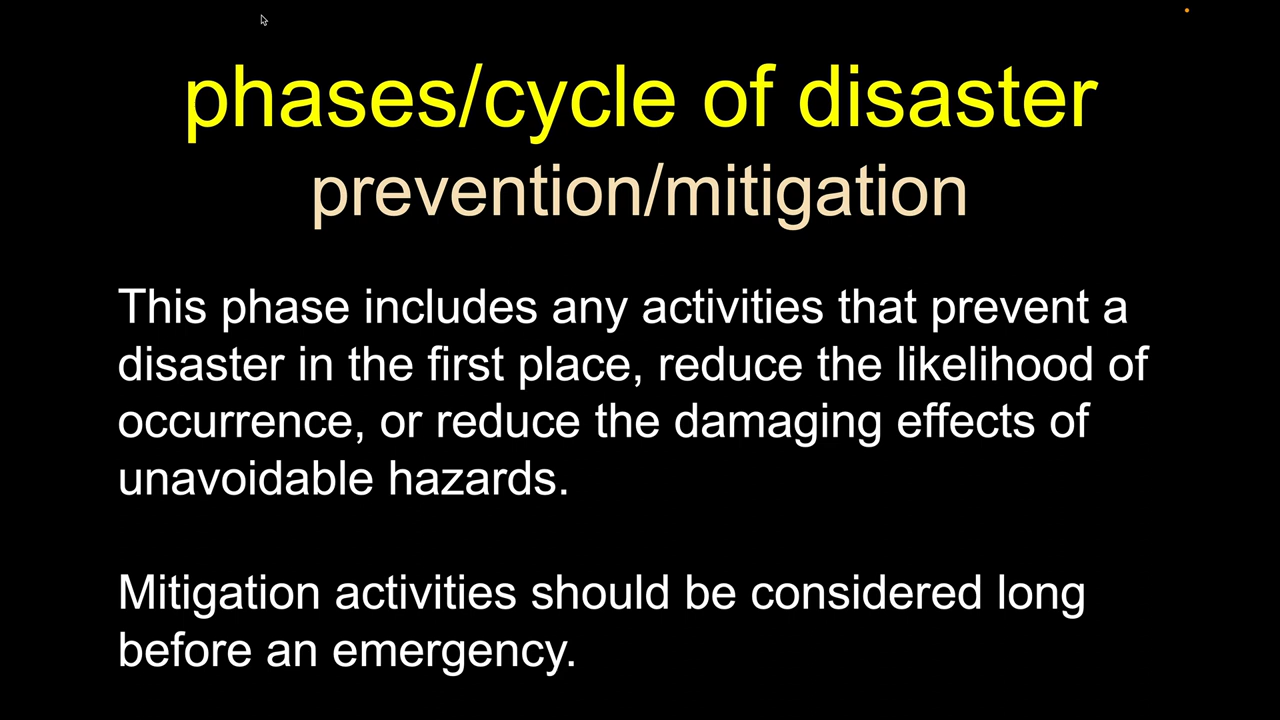 phases/cycle of disaster
prevention/mitigation
This phase includes any activities that prevent a
disaster in the first place, reduce the likelihood of
occurrence, or reduce the damaging effects of
unavoidable hazards.
Mitigation activities should be considered long
before an emergency.